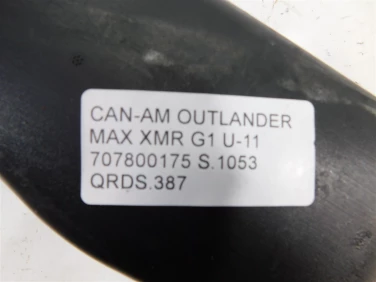 CAN-AM OUTLANDER
MAX XMR G1 U-11
707800175 S.1053
QRDS.387